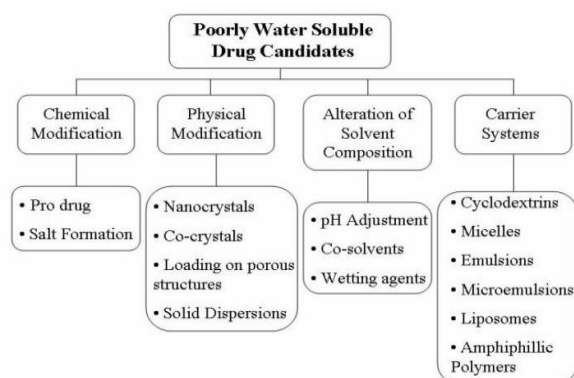 Poorly Water Soluble
Drug Candidates
Chemical
Modification
Physical
Modification
Alteration of
Solvent
Composition
Carrier
Systems
• Pro drug
• Salt Formation
• Nanocrystals
• Co-crystals
• Loading on porous
structures
• Solid Dispersions
• pH Adjustment
• Co-solvents
• Wetting agents
• Cyclodextrins
• Micelles
• Emulsions
• Microemulsions
• Liposomes
• Amphiphillic
Polymers